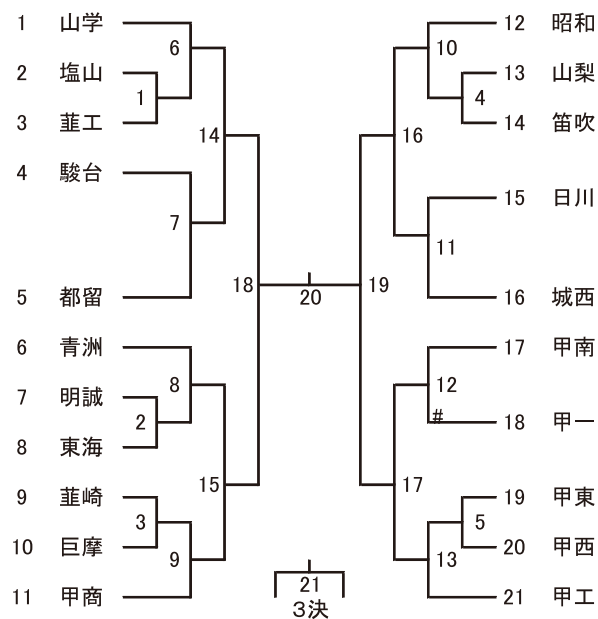 1 山学
12 昭和
6
10
2 塩山
13 山梨
1
4
3 韮工
14 笛吹
14
16
4 駿台
15 日川
7
11
18
20
19
5 都留
16 城西
6 青洲
17 甲南
8
12
7 明誠
#
2
18 甲一
8 東海
15
17
9 韮崎
19 甲東
3
5
10 巨摩
20 甲西
9
13
11 甲商
21 甲工
21
3決